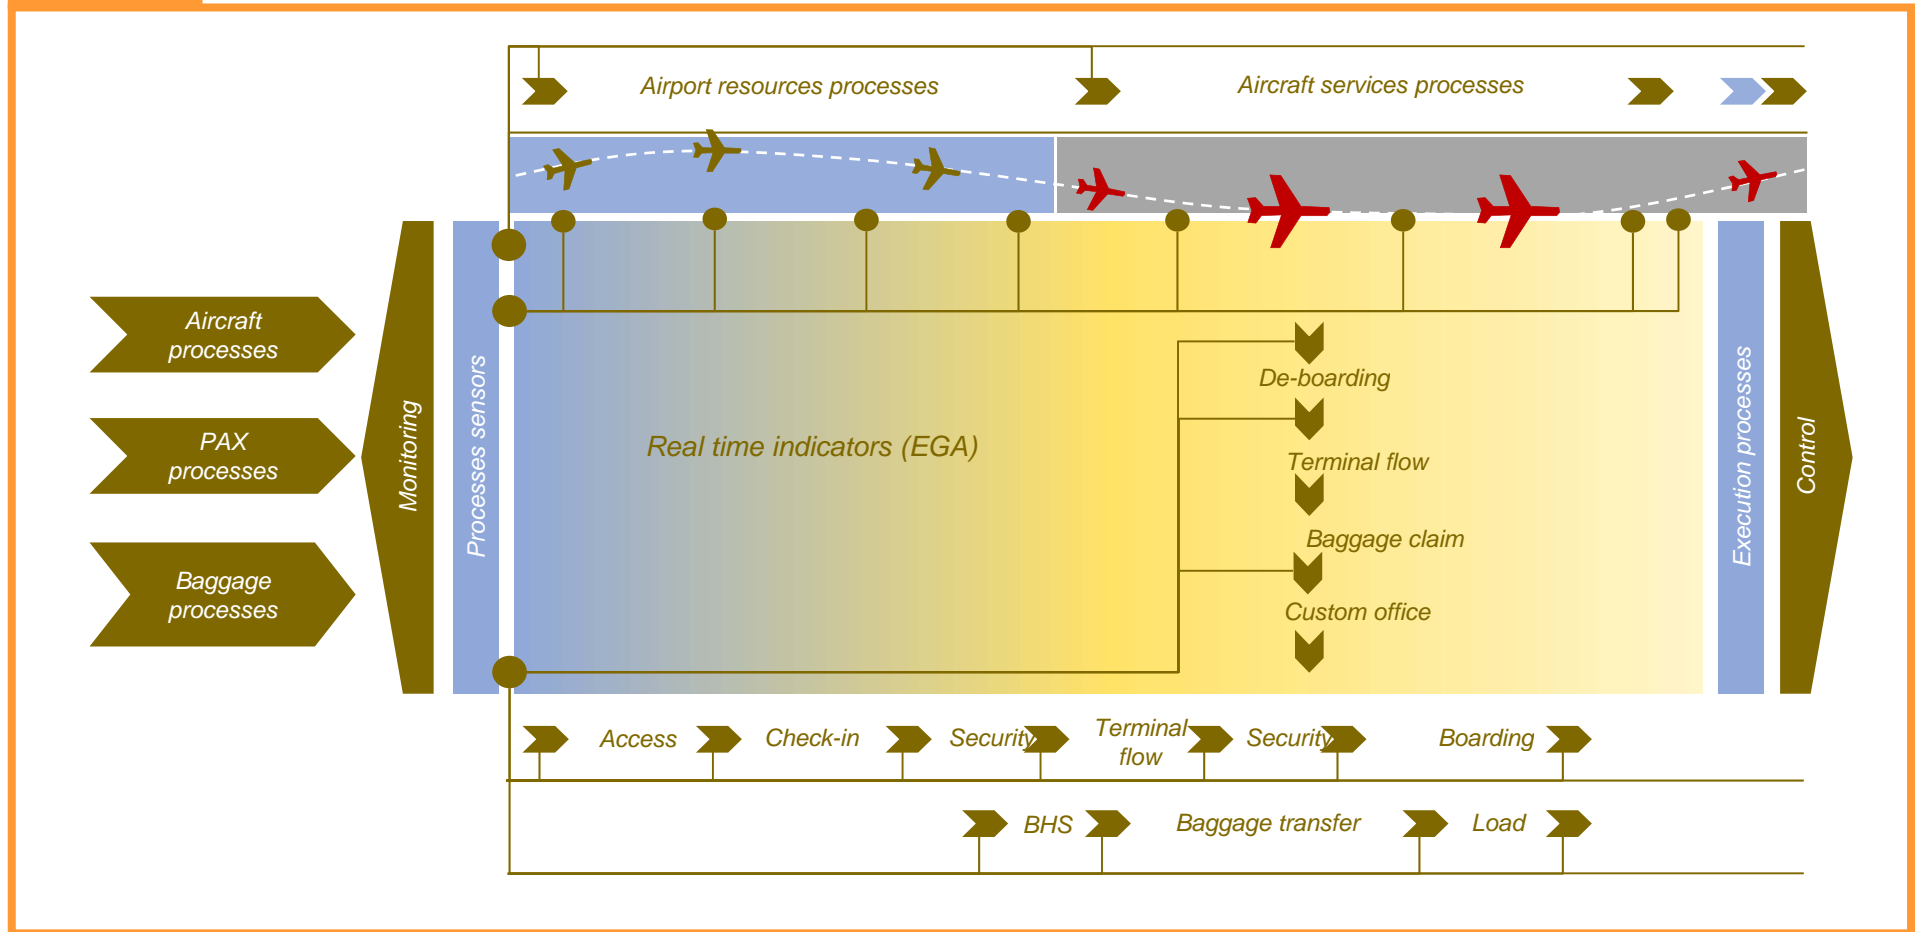 Airport resources processes
Aircraft services processes
Aircraft
processes
PAX
processes
Baggage
processes
Monitoring
Processes sensors
Real time indicators (EGA)
De-boarding
Terminal flow
Baggage claim
Custom office
Execution processes
Control
Access
Check-in
Security
Terminal
flow
Security
Boarding
BHS
Baggage transfer
Load